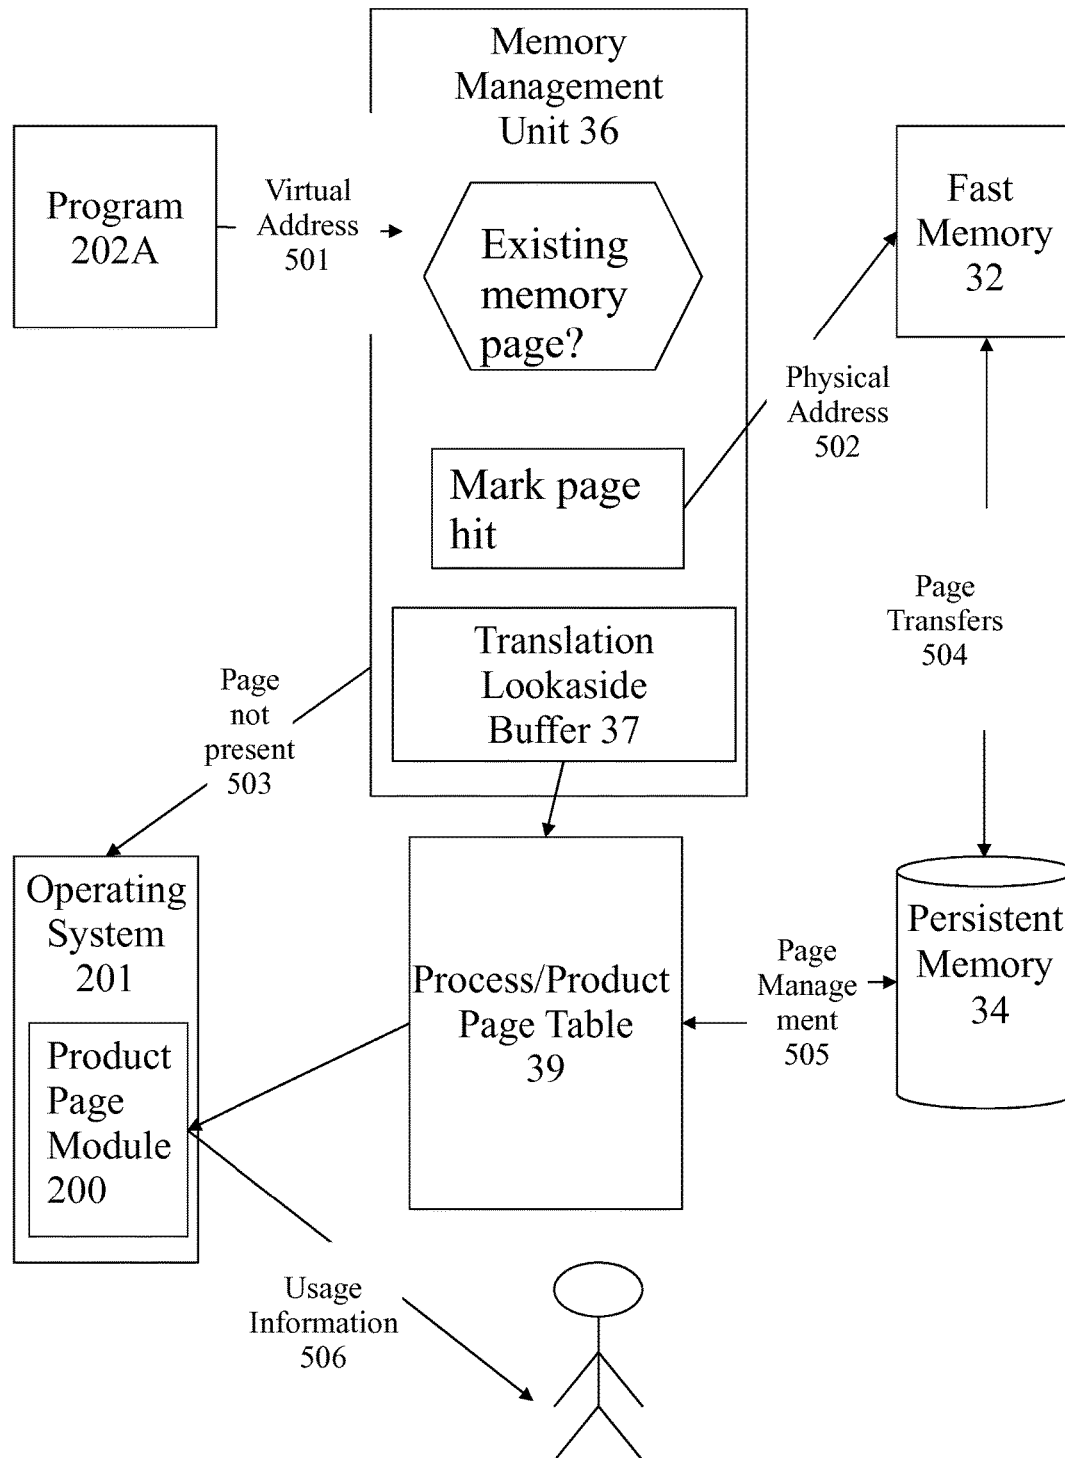 Memory
Management
Unit 36
Program
202A
Virtual
Address
501
Existing
memory
page?
Fast
Memory
32
Physical
Address
502
Mark page
hit
Page
Transfers
504
Translation
Lookaside
Buffer 37
Page
not
present
503
Operating
System
201
Product
Page
Module
200
Process/Product
Page Table
39
Page
Manage
ment
505
Persistent
Memory
34
Usage
Information
506